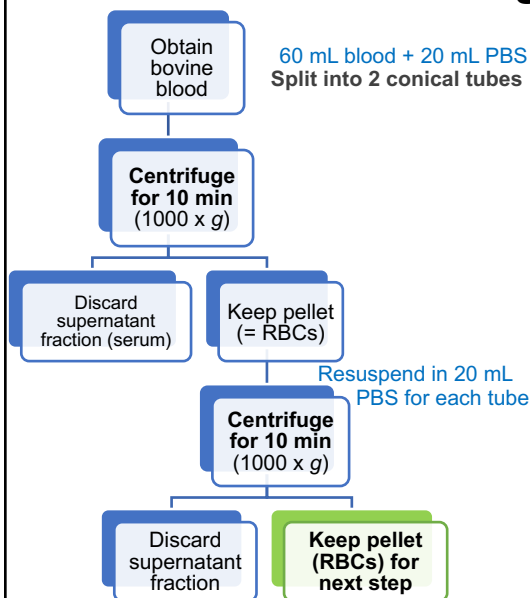 Obtain
bovine
blood
60 mL blood + 20 mL PBS
Split into 2 conical tubes
Centrifuge
for 10 min
(1000 x g)
Discard
supernatant
fraction (serum)
Keep pellet
(= RBCs)
Resuspend in 20 mL
PBS for each tube
Centrifuge
for 10 min
(1000 x g)
Discard
supernatant
fraction
Keep pellet
(RBCs) for
next step